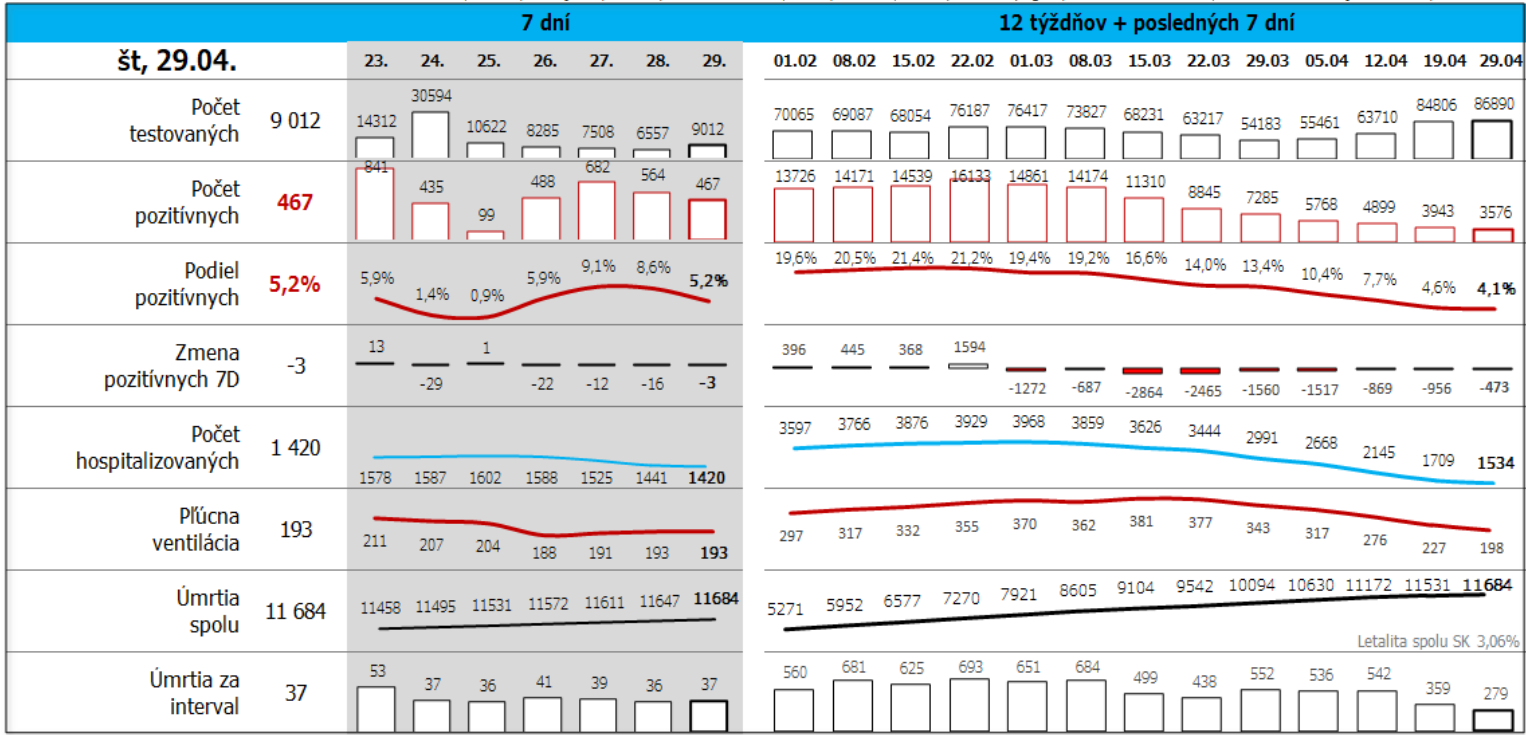 7 dní 12 týždňov + posledných 7 dní
št, 29.04. 23. 24. 25. 26. 27. 28. 29. 01.02 08.02 15.02 22.02 01.03 08.03 15.03 22.03 29.03 05.04 12.04 19.04 29.04
Počet
testovaných
9 012
14312 30594 10622 8285 7508 6557 9012
70065 69087 68054 76187 76417 73827 68231 63217 54183 55461 63710 84806 86890
Počet
pozitívnych
467
841 435 99 488 682 564 467
13726 14171 14539 16133 14861 14174 11310 8845 7285 5768 4899 3943 3576
Podiel
pozitívnych
5,2%
5,9% 1,4% 0,9% 5,9% 9,1% 8,6% 5,2%
19,6% 20,5% 21,4% 21,2% 19,4% 19,2% 16,6% 14,0% 13,4% 10,4% 7,7% 4,6% 4,1%
Zmena
pozitívnych 7D
-3
13 -29 1 -22 -12 -16 -3
396 445 368 1594 -1272 -687 -2864 -2465 -1560 -1517 -869 -956 -473
Počet
hospitalizovaných
1 420
1578 1587 1602 1588 1525 1441 1420
3597 3766 3876 3929 3968 3859 3626 3444 2991 2668 2145 1709 1534
Pľúcna
ventilácia
193
211 207 204 188 191 193 193
297 317 332 355 370 362 381 377 343 317 276 227 198
Úmrtia
spolu
11 684
11458 11495 11531 11572 11611 11647 11684
5271 5952 6577 7270 7921 8605 9104 9542 10094 10630 11172 11531 11684
Letalita spolu SK 3,06%
Úmrtia za
interval
37
53 37 36 41 39 36 37
560 681 625 693 651 684 499 438 552 536 542 359 279